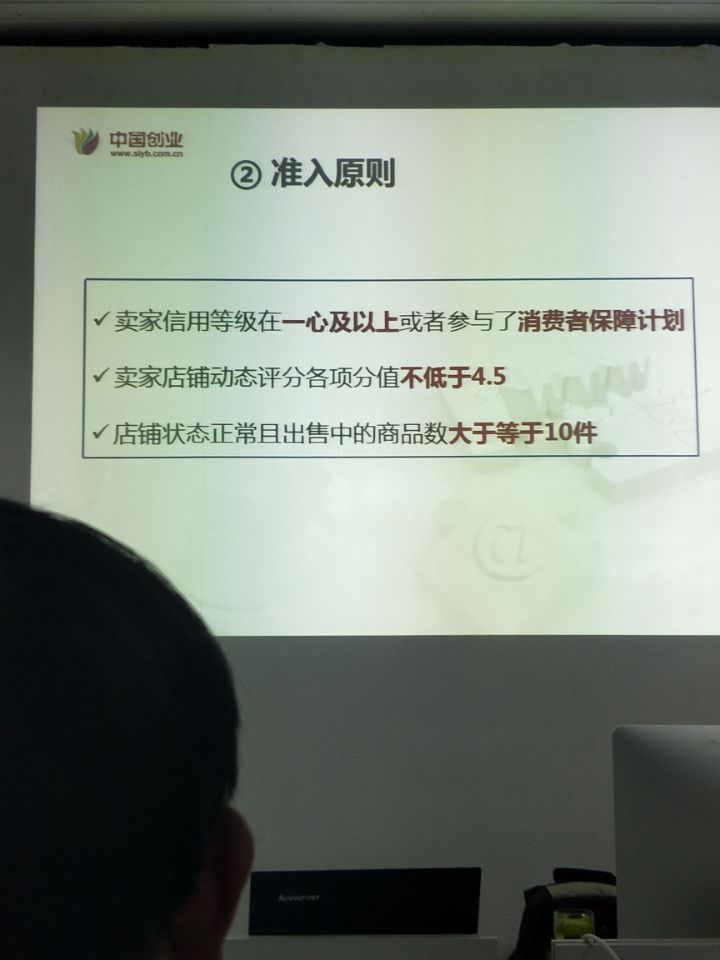 中国创业
www.siyb.com.cn
② 准入原则
✓ 卖家信用等级在一心及以上或者参与了消费者保障计划
✓ 卖家店铺动态评分各项分值不低于4.5
✓ 店铺状态正常且出售中的商品数大于等于10件
www
@
lenovo